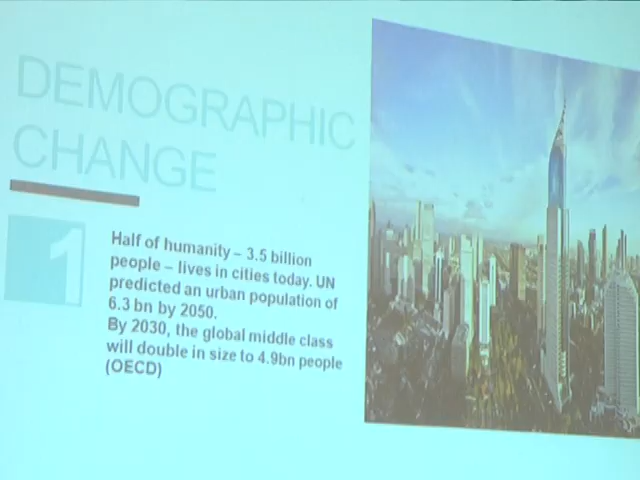 DEMOGRAPHIC
CHANGE
1
Half of humanity – 3.5 billion
people – lives in cities today. UN
predicted an urban population of
6.3 bn by 2050.
By 2030, the global middle class
will double in size to 4.9bn people
(OECD)